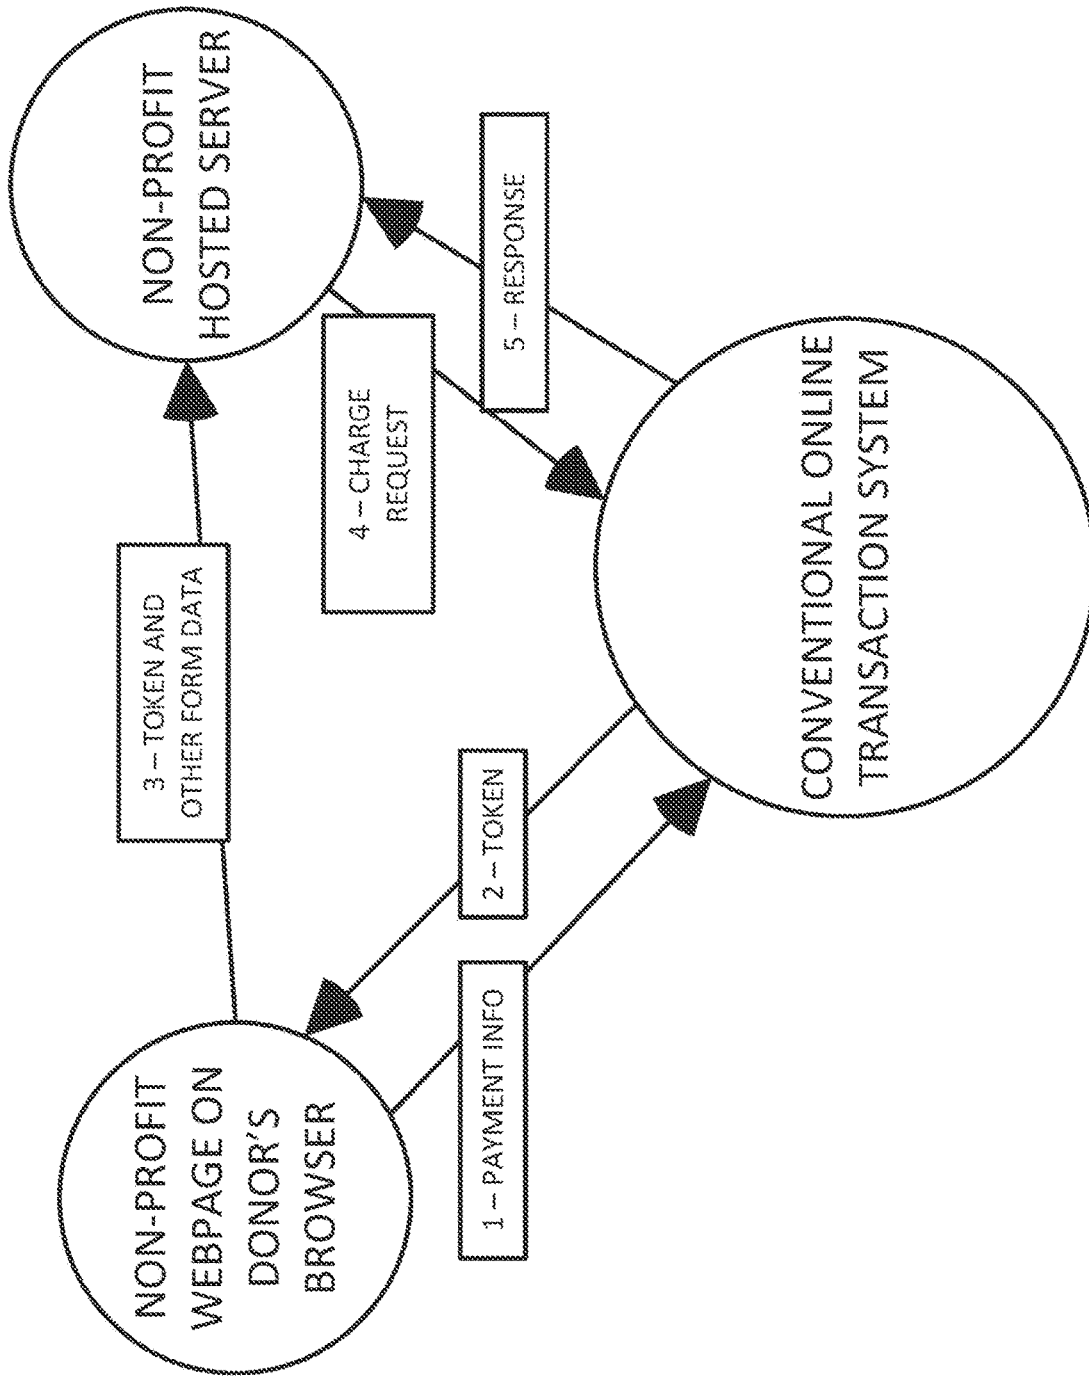 NON-PROFIT
WEBPAGE ON
DONOR'S
BROWSER
3 – TOKEN AND
OTHER FORM DATA
NON-PROFIT
HOSTED SERVER
1 – PAYMENT INFO
2 – TOKEN
4 – CHARGE
REQUEST
5 – RESPONSE
CONVENTIONAL ONLINE
TRANSACTION SYSTEM